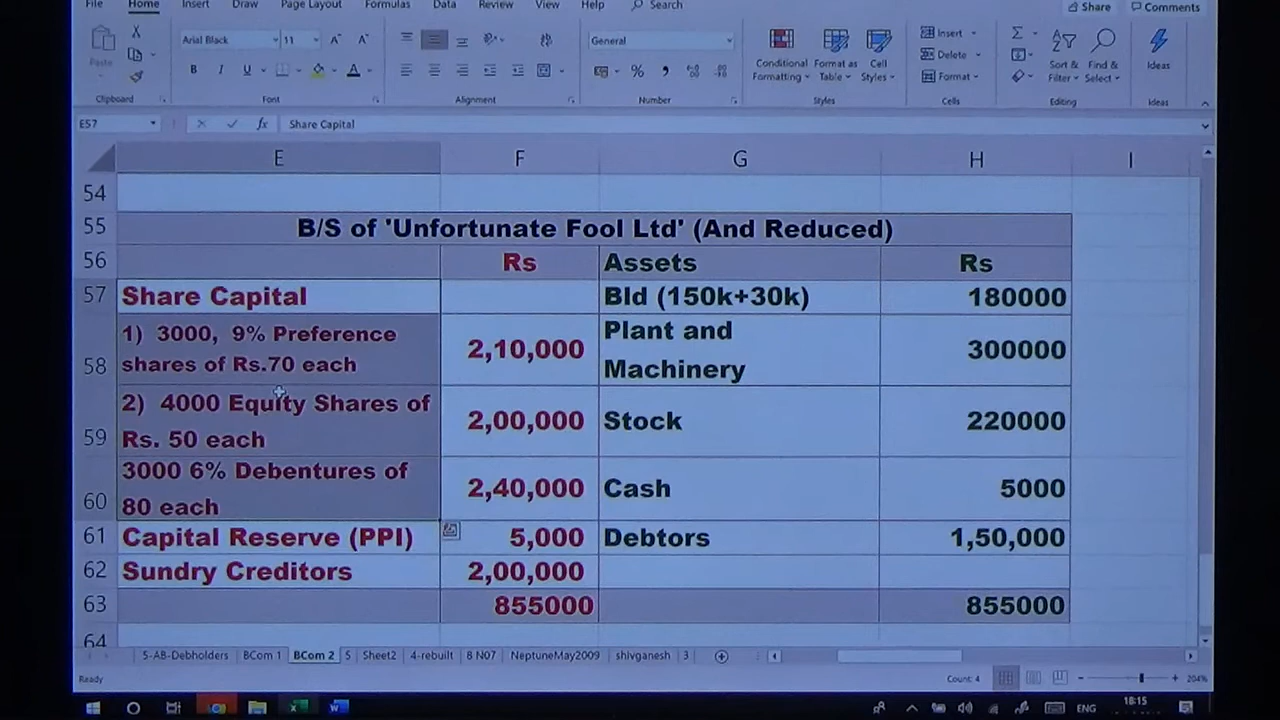 File Home Insert Draw Page Layout Formulas Data Review View Help Search Share Comments
Paste
Arial Black 11 A A
General
Conditional Formatting
Format as Table
Cell Styles
Insert
Delete
Format
Sort & Filter
Find & Select
Ideas
B I U A % ,
Clipboard Font Alignment Number Styles Cells Editing Ideas
E57 fx Share Capital
E F G H I
54
55 B/S of 'Unfortunate Fool Ltd' (And Reduced)
56 Rs Assets Rs
57 Share Capital Bld (150k+30k) 180000
58 1) 3000, 9% Preference shares of Rs.70 each 2,10,000 Plant and Machinery 300000
59 2) 4000 Equity Shares of Rs. 50 each 2,00,000 Stock 220000
60 3000 6% Debentures of 80 each 2,40,000 Cash 5000
61 Capital Reserve (PPI) 5,000 Debtors 1,50,000
62 Sundry Creditors 2,00,000
63 855000 855000
64
5-AB-Debholders BCom 1 BCom 2 5 Sheet2 4-rebuilt 8 N07 NeptuneMay2009 shivganesh 3
Ready Count: 4 204%
ENG 18:15